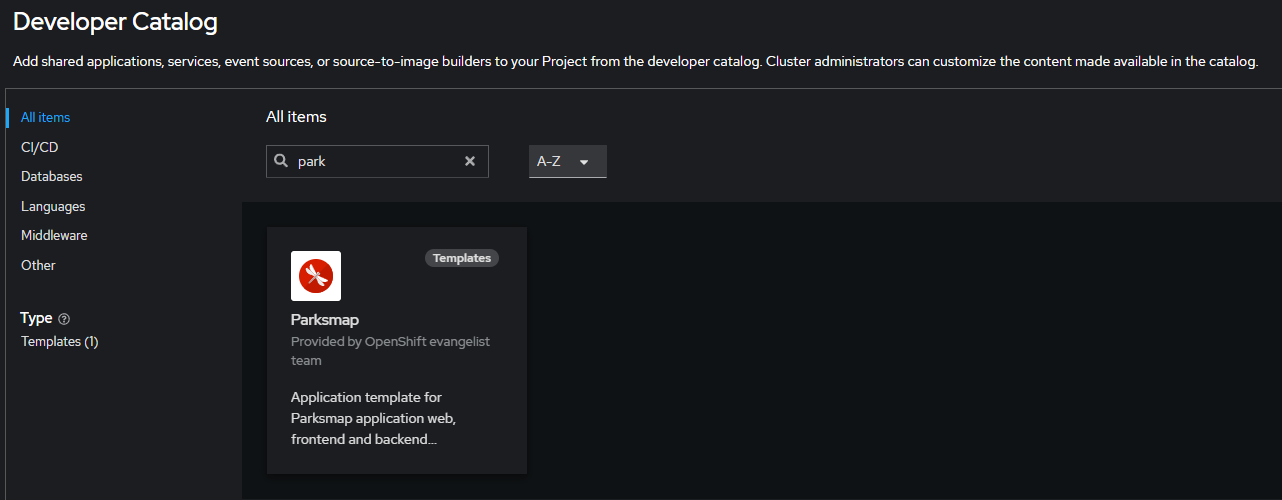 Developer Catalog
Add shared applications, services, event sources, or source-to-image builders to your Project from the developer catalog. Cluster administrators can customize the content made available in the catalog.
All items
CI/CD
Databases
Languages
Middleware
Other
Type
Templates (1)
All items
park
A-Z
Templates
Parksmap
Provided by OpenShift evangelist
team
Application template for
Parksmap application web,
frontend and backend...